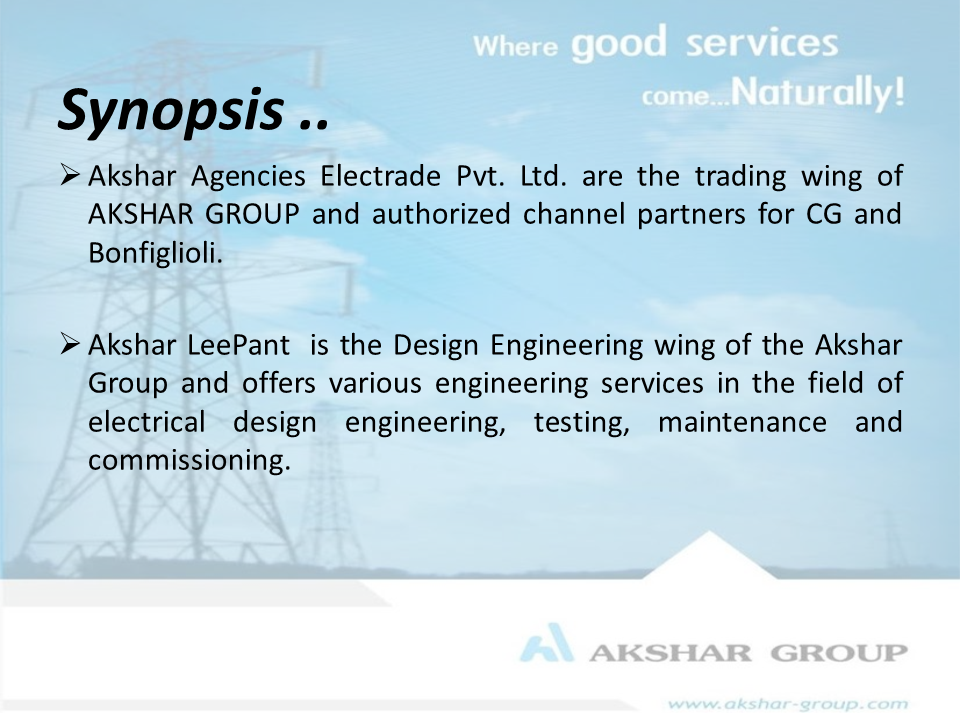 Where good services
come...Naturally!
Synopsis ..
➢ Akshar Agencies Electrade Pvt. Ltd. are the trading wing of
AKSHAR GROUP and authorized channel partners for CG and
Bonfiglioli.
➢ Akshar LeePant is the Design Engineering wing of the Akshar
Group and offers various engineering services in the field of
electrical design engineering, testing, maintenance and
commissioning.
AKSHAR GROUP
www.akshar-group.com